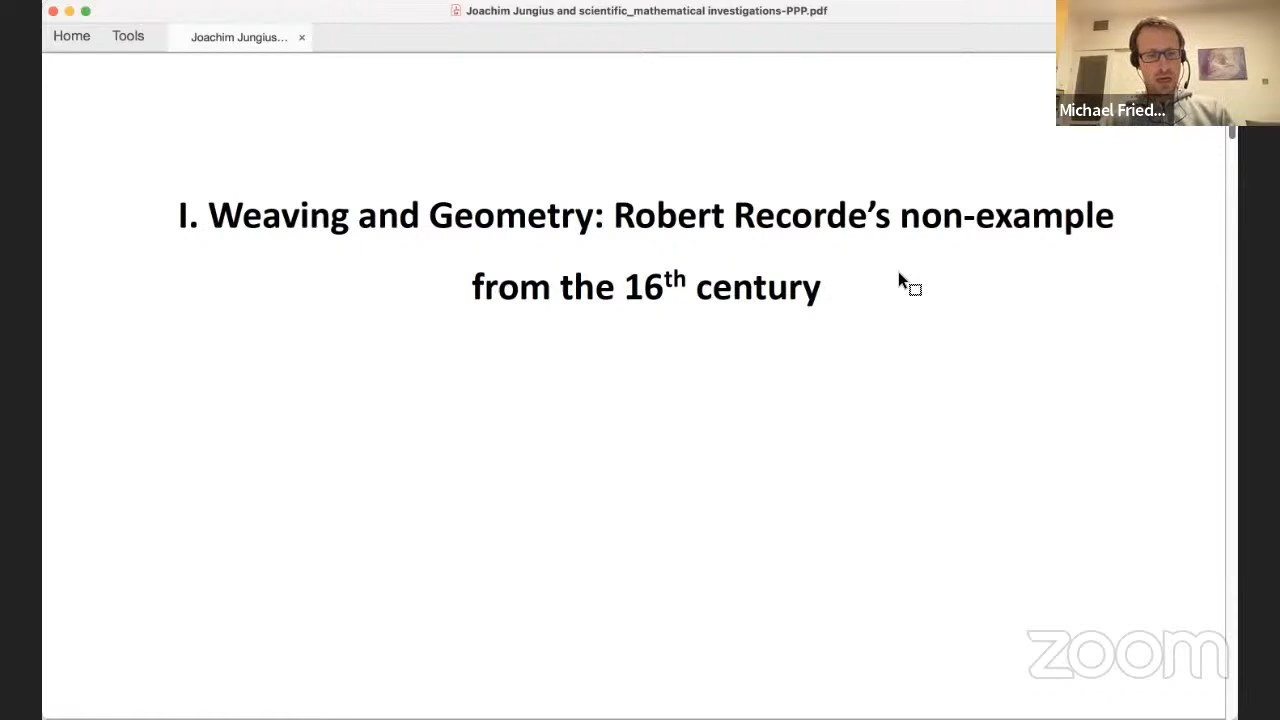 Joachim Jungius and scientific_mathematical investigations-PPP.pdf
Home Tools Joachim Jungius... ×
Michael Fried...
I. Weaving and Geometry: Robert Recorde’s non-example
from the 16th century
zoom